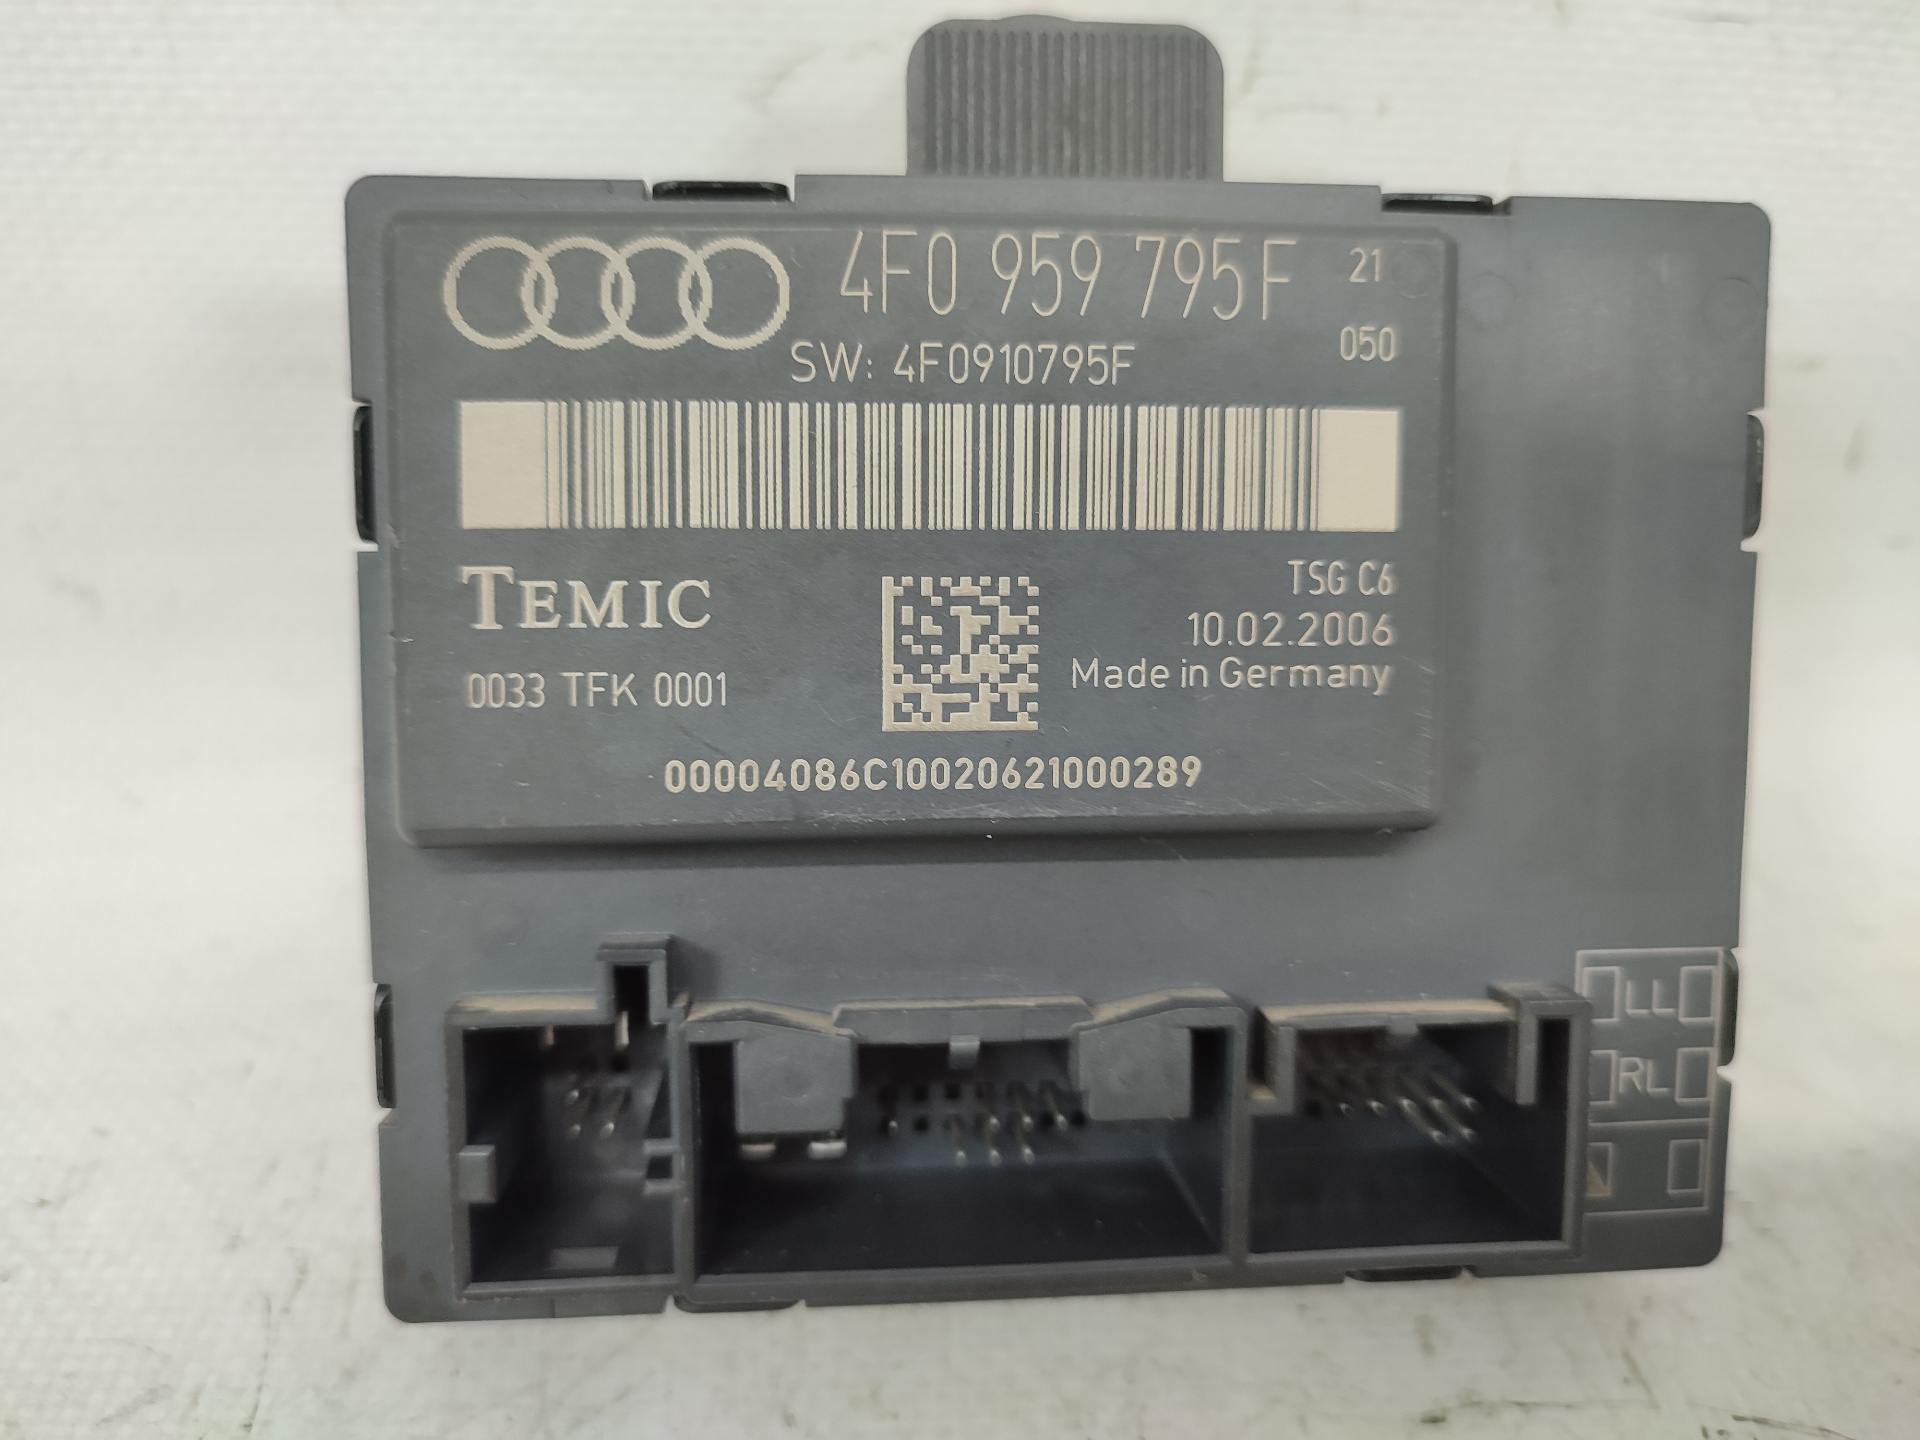 4F0 959 795F 21
SW: 4F0910795F 050
TEMIC
TSG C6
10.02.2006
Made in Germany
0033 TFK 0001
00004086C10020621000289
LL
RL